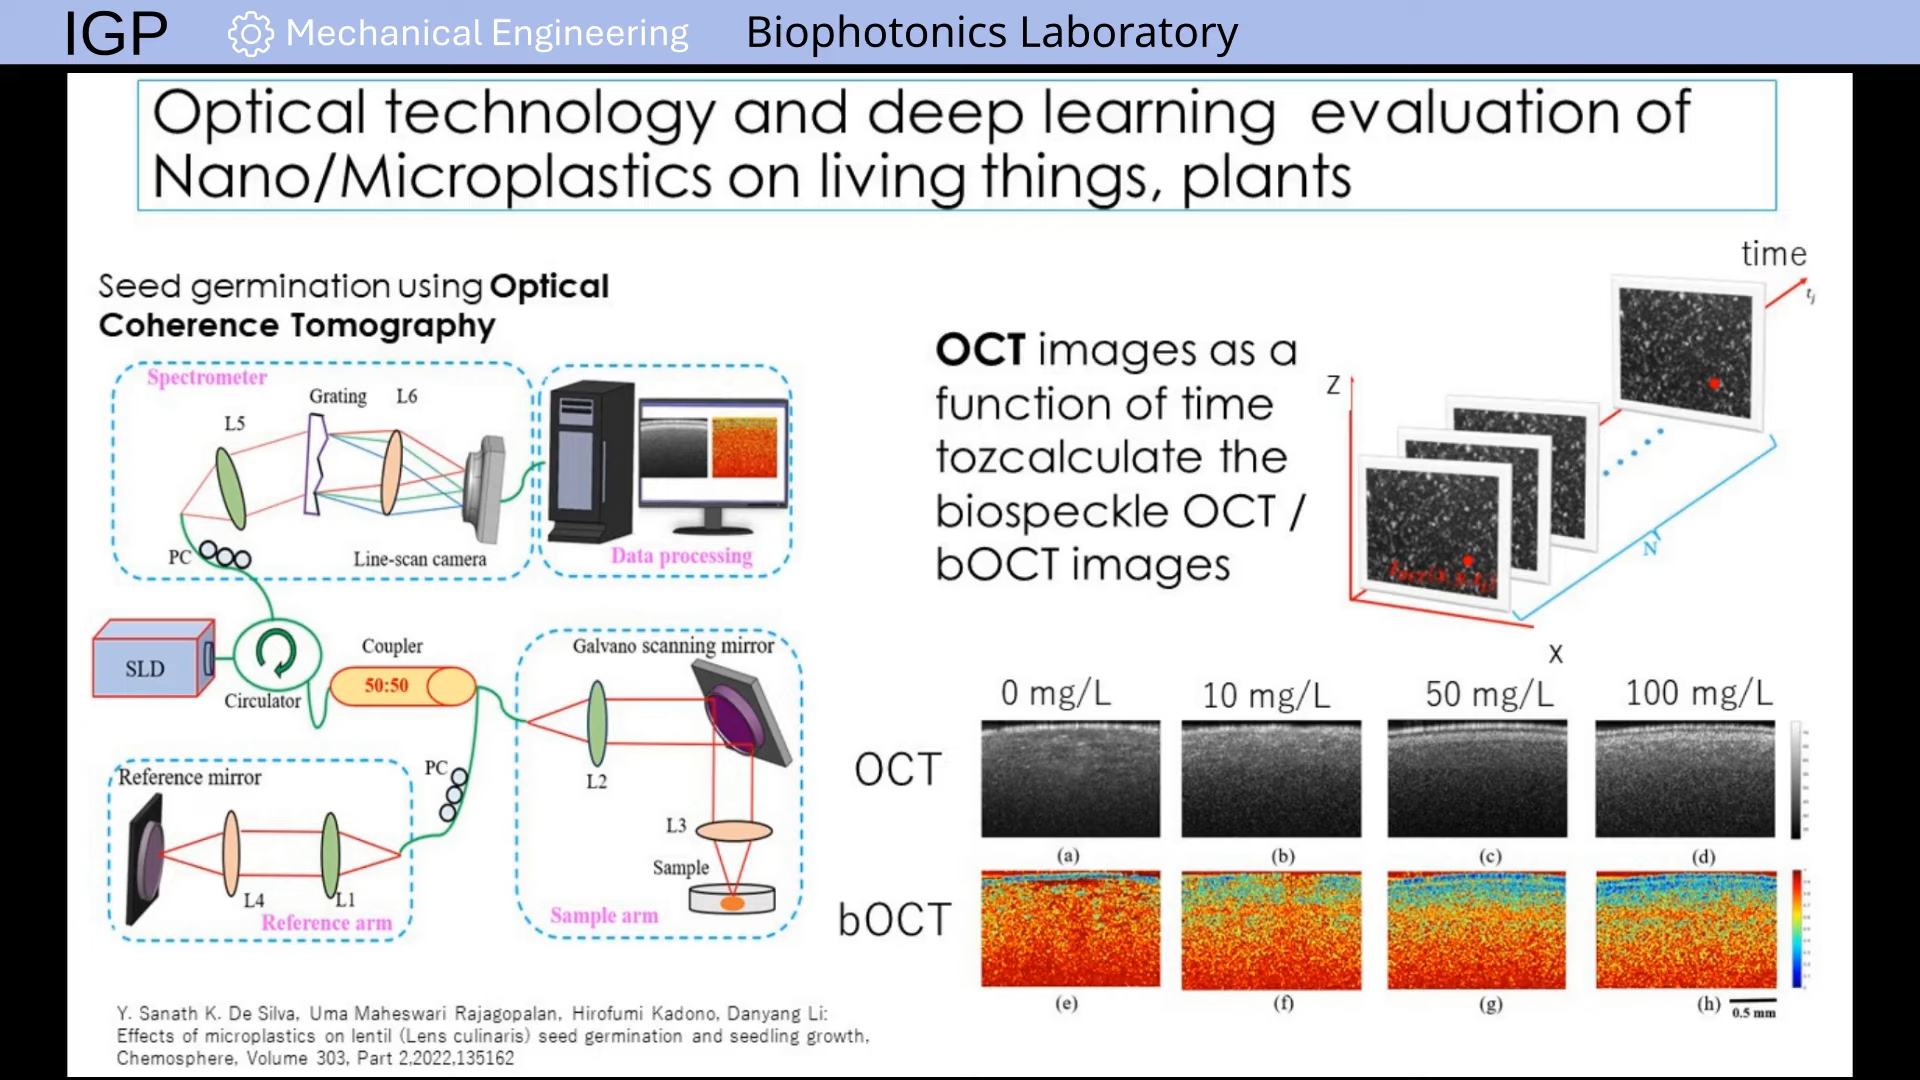 IGP Mechanical Engineering Biophotonics Laboratory
Optical technology and deep learning evaluation of
Nano/Microplastics on living things, plants
Seed germination using Optical
Coherence Tomography
Spectrometer
Grating L6
L5
PC
Line-scan camera
Data processing
SLD
Circulator
Coupler
50:50
Galvano scanning mirror
L2
L3
Sample
Sample arm
PC
Reference mirror
L4
L1
Reference arm
OCT images as a
function of time
tozcalculate the
biospeckle OCT /
bOCT images
time
tj
Z
N
X
0 mg/L 10 mg/L 50 mg/L 100 mg/L
OCT
(a) (b) (c) (d)
bOCT
(e) (f) (g) (h) 0.5 mm
Y. Sanath K. De Silva, Uma Maheswari Rajagopalan, Hirofumi Kadono, Danyang Li:
Effects of microplastics on lentil (Lens culinaris) seed germination and seedling growth,
Chemosphere, Volume 303, Part 2,2022,135162